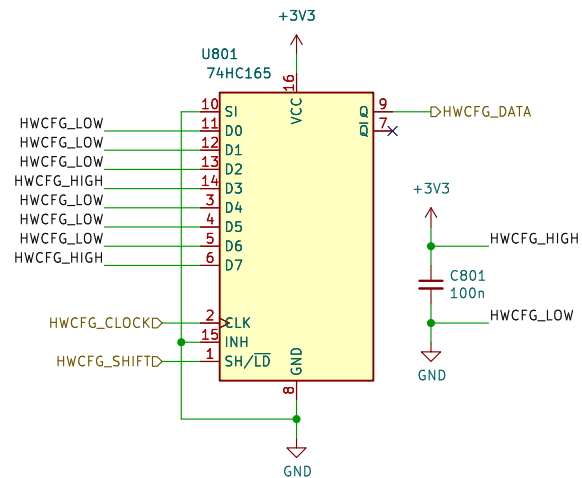 +3V3
U801
74HC165
16
VCC
10 SI
Q 9 HWCFG_DATA
HWCFG_LOW 11 D0
Q 7
HWCFG_LOW 12 D1
HWCFG_LOW 13 D2
HWCFG_HIGH 14 D3
HWCFG_LOW 3 D4
HWCFG_LOW 4 D5
HWCFG_LOW 5 D6
HWCFG_HIGH 6 D7
HWCFG_CLOCK 2 CLK
15 INH
HWCFG_SHIFT 1 SH/LD
GND
8
GND
+3V3
HWCFG_HIGH
C801
100n
HWCFG_LOW
GND